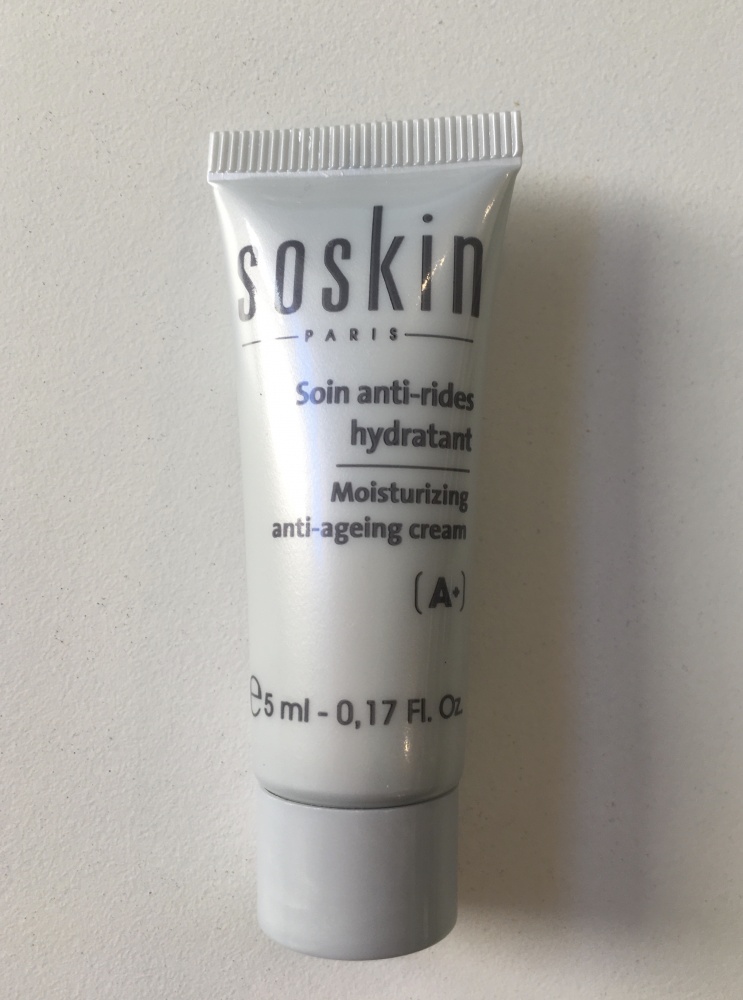 soskin
PARIS
Soin anti-rides
hydratant
Moisturizing
anti-ageing cream
(A+)
℮5 ml - 0,17 Fl. Oz